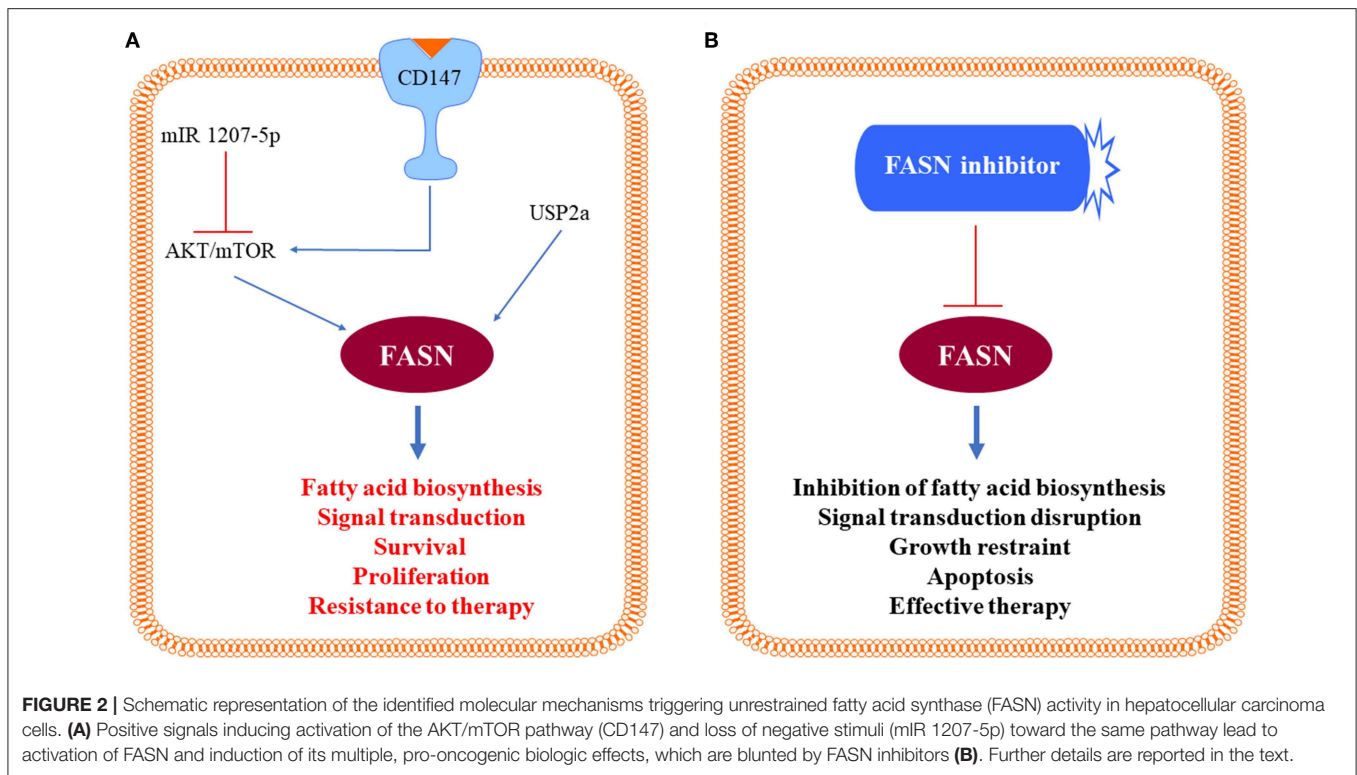 A
CD147
mIR 1207-5p
USP2a
AKT/mTOR
FASN
Fatty acid biosynthesis
Signal transduction
Survival
Proliferation
Resistance to therapy
B
FASN inhibitor
FASN
Inhibition of fatty acid biosynthesis
Signal transduction disruption
Growth restraint
Apoptosis
Effective therapy
FIGURE 2 | Schematic representation of the identified molecular mechanisms triggering unrestrained fatty acid synthase (FASN) activity in hepatocellular carcinoma
cells. (A) Positive signals inducing activation of the AKT/mTOR pathway (CD147) and loss of negative stimuli (mIR 1207-5p) toward the same pathway lead to
activation of FASN and induction of its multiple, pro-oncogenic biologic effects, which are blunted by FASN inhibitors (B). Further details are reported in the text.